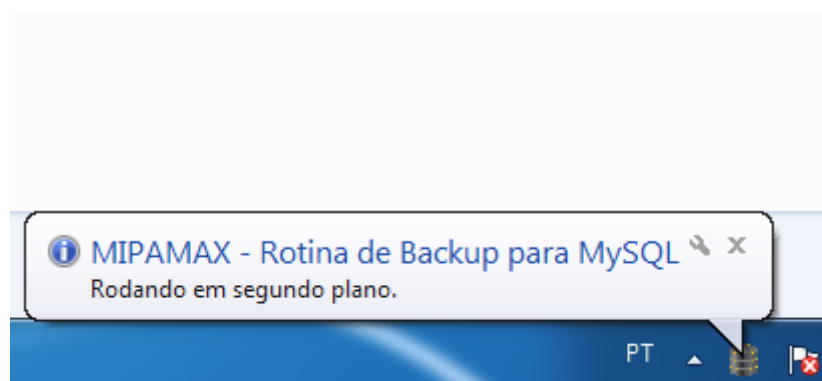 MIPAMAX - Rotina de Backup para MySQL
Rodando em segundo plano.
PT